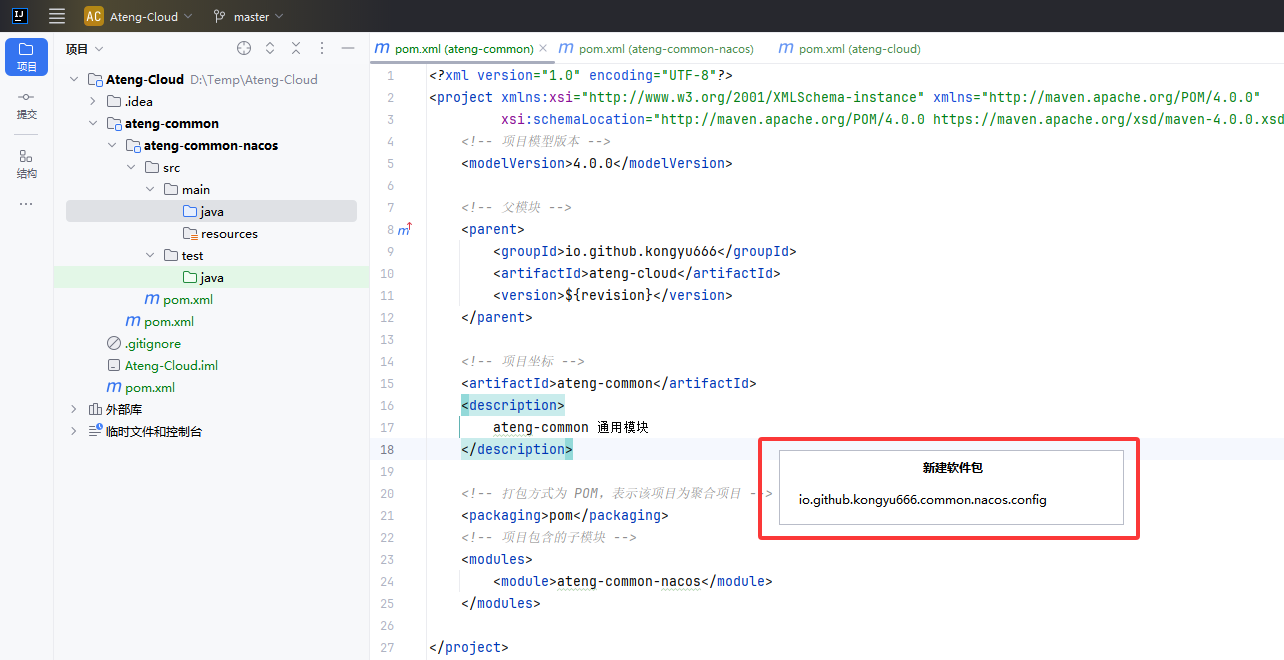 AC Ateng-Cloud master
项目
pom.xml (ateng-common) pom.xml (ateng-common-nacos) pom.xml (ateng-cloud)
项目
提交
结构
Ateng-Cloud D:\Temp\Ateng-Cloud
.idea
ateng-common
ateng-common-nacos
src
main
java
resources
test
java
pom.xml
pom.xml
.gitignore
Ateng-Cloud.iml
pom.xml
外部库
临时文件和控制台
1 <?xml version="1.0" encoding="UTF-8"?>
2 <project xmlns:xsi="http://www.w3.org/2001/XMLSchema-instance" xmlns="http://maven.apache.org/POM/4.0.0"
3 xsi:schemaLocation="http://maven.apache.org/POM/4.0.0 https://maven.apache.org/xsd/maven-4.0.0.xsd
4 <!-- 项目模型版本 -->
5 <modelVersion>4.0.0</modelVersion>
6
7 <!-- 父模块 -->
8 <parent>
9 <groupId>io.github.kongyu666</groupId>
10 <artifactId>ateng-cloud</artifactId>
11 <version>${revision}</version>
12 </parent>
13
14 <!-- 项目坐标 -->
15 <artifactId>ateng-common</artifactId>
16 <description>
17 ateng-common 通用模块
18 </description>
19
20 <!-- 打包方式为 POM，表示该项目为聚合项目 -->
21 <packaging>pom</packaging>
22 <!-- 项目包含的子模块 -->
23 <modules>
24 <module>ateng-common-nacos</module>
25 </modules>
26
27 </project>
新建软件包
io.github.kongyu666.common.nacos.config